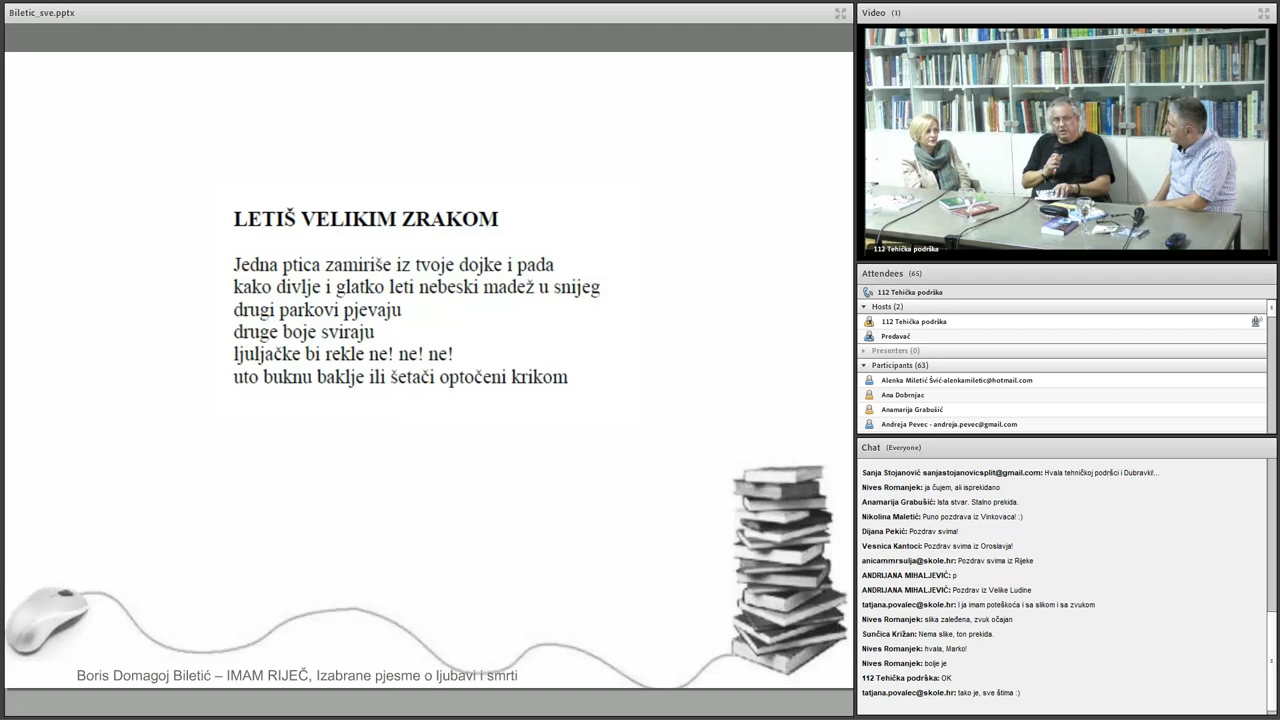 Biletic_sve.pptx
LETIŠ VELIKIM ZRAKOM
Jedna ptica zamiriše iz tvoje dojke i pada
kako divlje i glatko leti nebeski madež u snijeg
drugi parkovi pjevaju
druge boje sviraju
ljuljačke bi rekle ne! ne! ne!
uto buknu baklje ili šetači optočeni krikom
Boris Domagoj Biletić – IMAM RIJEČ, Izabrane pjesme o ljubavi i smrti
Video (1)
112 Tehička podrška
Attendees (65)
112 Tehička podrška
Hosts (2)
112 Tehička podrška
Predavač
Presenters (0)
Participants (63)
Alenka Miletić Švić-alenkamiletic@hotmail.com
Ana Dobrnjac
Anamarija Grabušić
Andreja Pevec - andreja.pevec@gmail.com
Chat (Everyone)
Sanja Stojanović sanjastojanovicsplit@gmail.com: Hvala tehničkoj podršci i Dubravki!...
Nives Romanjek: ja čujem, ali isprekidano
Anamarija Grabušić: Ista stvar. Stalno prekida.
Nikolina Maletić: Puno pozdrava iz Vinkovaca! :)
Dijana Pekić: Pozdrav svima!
Vesnica Kantoci: Pozdrav svima iz Oroslavja!
anicammrsulja@skole.hr: Pozdrav svima iz Rijeke
ANDRIJANA MIHALJEVIĆ: p
ANDRIJANA MIHALJEVIĆ: Pozdrav iz Velike Ludine
tatjana.povalec@skole.hr: I ja imam poteškoća i sa slikom i sa zvukom
Nives Romanjek: slika zaleđena, zvuk očajan
Sunčica Križan: Nema slike, ton prekida.
Nives Romanjek: hvala, Marko!
Nives Romanjek: bolje je
112 Tehička podrška: OK
tatjana.povalec@skole.hr: tako je, sve štima :)